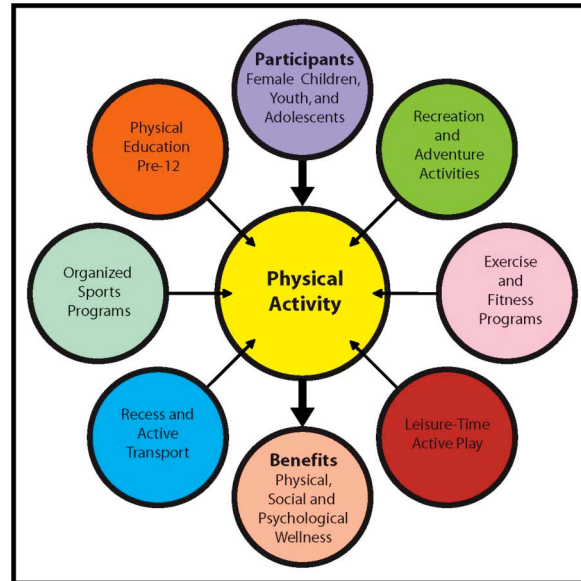 Participants
Female Children,
Youth, and
Adolescents
Physical
Education
Pre-12
Recreation
and
Adventure
Activities
Organized
Sports
Programs
Physical
Activity
Exercise
and
Fitness
Programs
Recess and
Active
Transport
Leisure-Time
Active Play
Benefits
Physical,
Social and
Psychological
Wellness